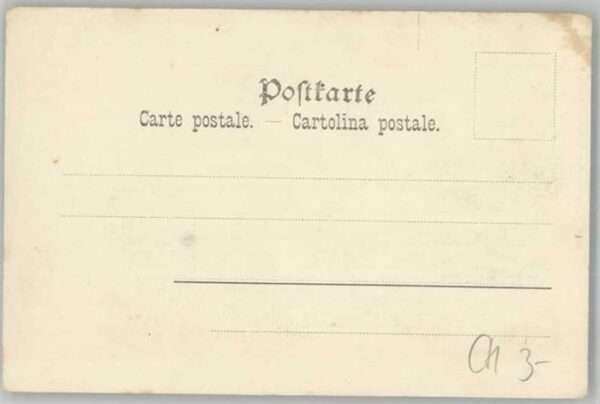 Poſtkarte
Carte postale. — Cartolina postale.
Ch 3-